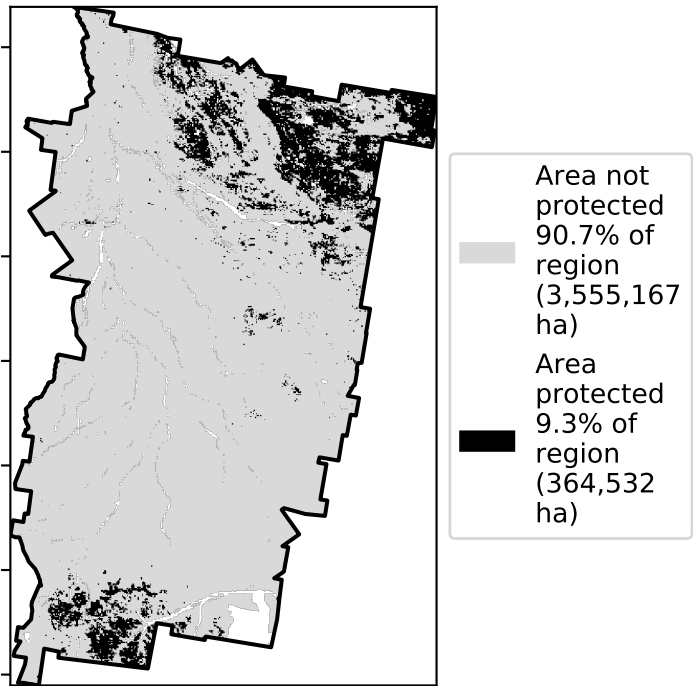 Area not
protected
90.7% of
region
(3,555,167
ha)
Area
protected
9.3% of
region
(364,532
ha)